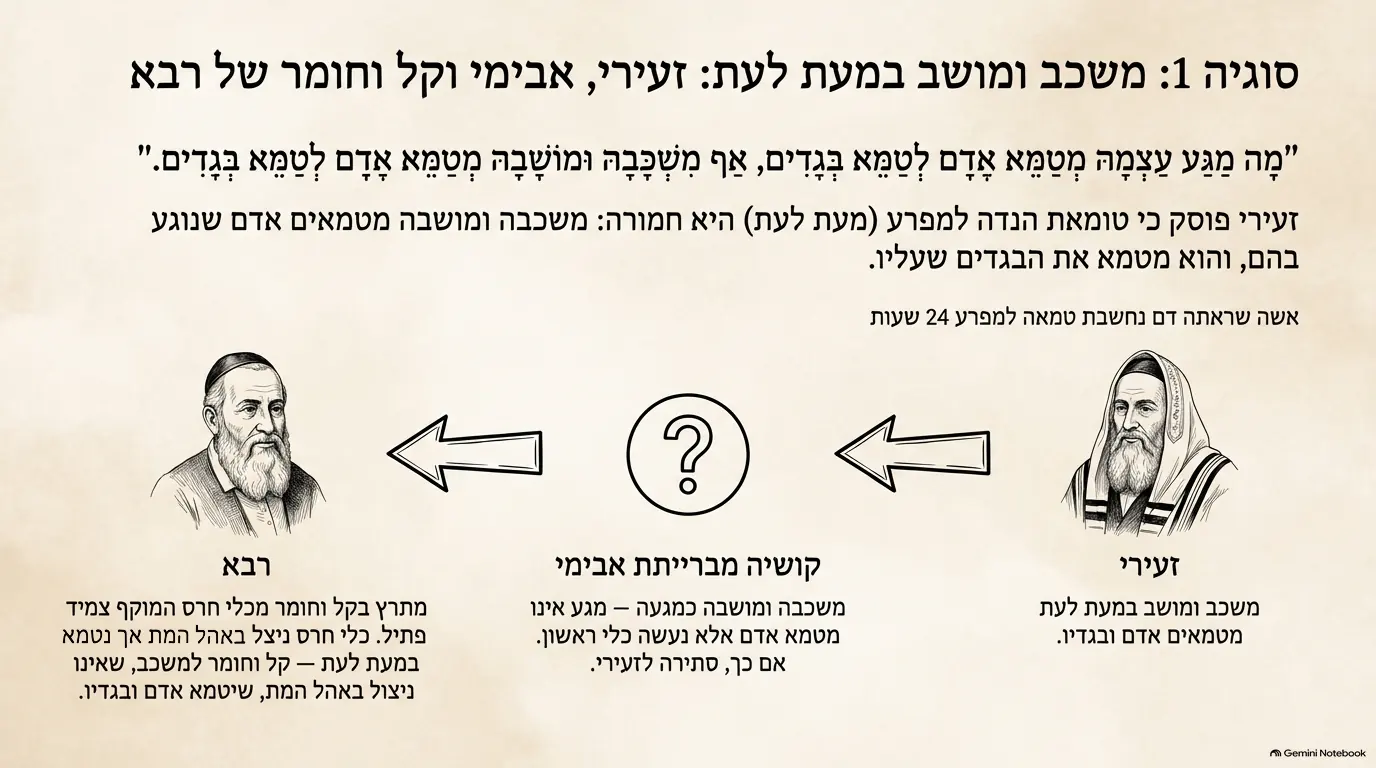 סוגיה 1: משכב ומושב במעת לעת: זעירי, אבימי וקל וחומר של רבא
"מָה מַגַּע עַצְמָהּ מְטַמֵּא אָדָם לְטַמֵּא בְּגָדִים, אַף מִשְׁכָּבָהּ וּמוֹשָׁבָהּ מְטַמֵּא אָדָם לְטַמֵּא בְּגָדִים."
זעירי פוסק כי טומאת הנדה למפרע (מעת לעת) היא חמורה: משכבה ומושבה מטמאים אדם שנוגע
בהם, והוא מטמא את הבגדים שעליו.
אשה שראתה דם נחשבת טמאה למפרע 24 שעות
זעירי
משכב ומושב במעת לעת
מטמאים אדם ובגדיו.
?
קושיה מברייתת אבימי
משכבה ומושבה כמגעה – מגע אינו
מטמא אדם אלא נעשה כלי ראשון.
אם כך, סתירה לזעירי.
רבא
מתרץ בקל וחומר מכלי חרס המוקף צמיד
פתיל. כלי חרס ניצל באהל המת אך נטמא
במעת לעת – קל וחומר למשכב, שאינו
ניצול באהל המת, שיטמא אדם ובגדיו.
Gemini Notebook